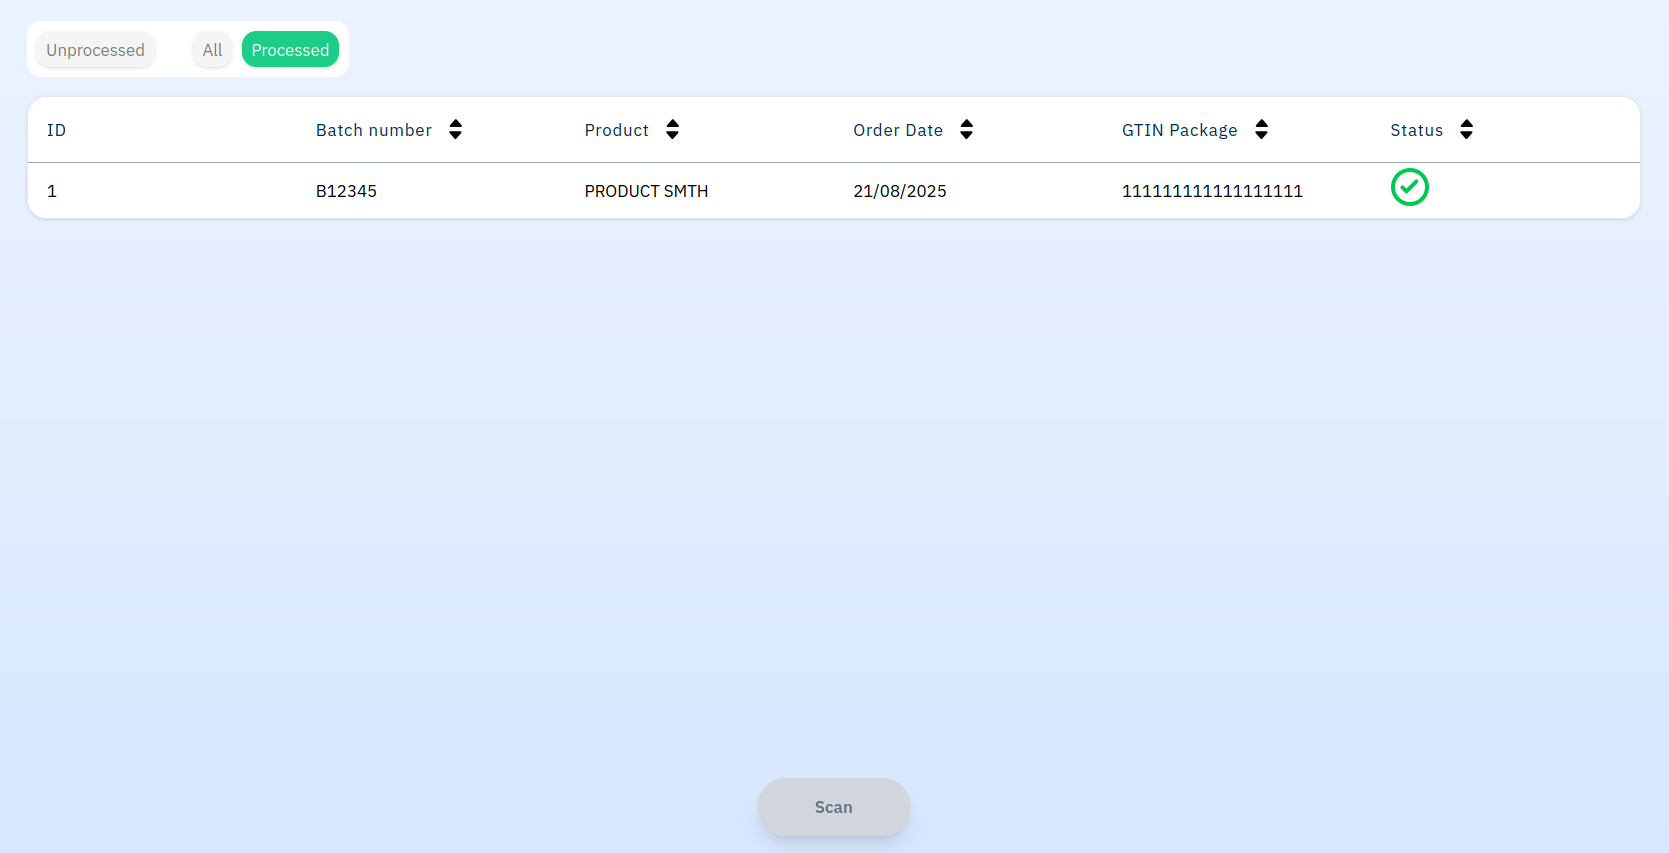 Unprocessed All Processed
ID Batch number Product Order Date GTIN Package Status
1 B12345 PRODUCT SMTH 21/08/2025 111111111111111111 
Scan